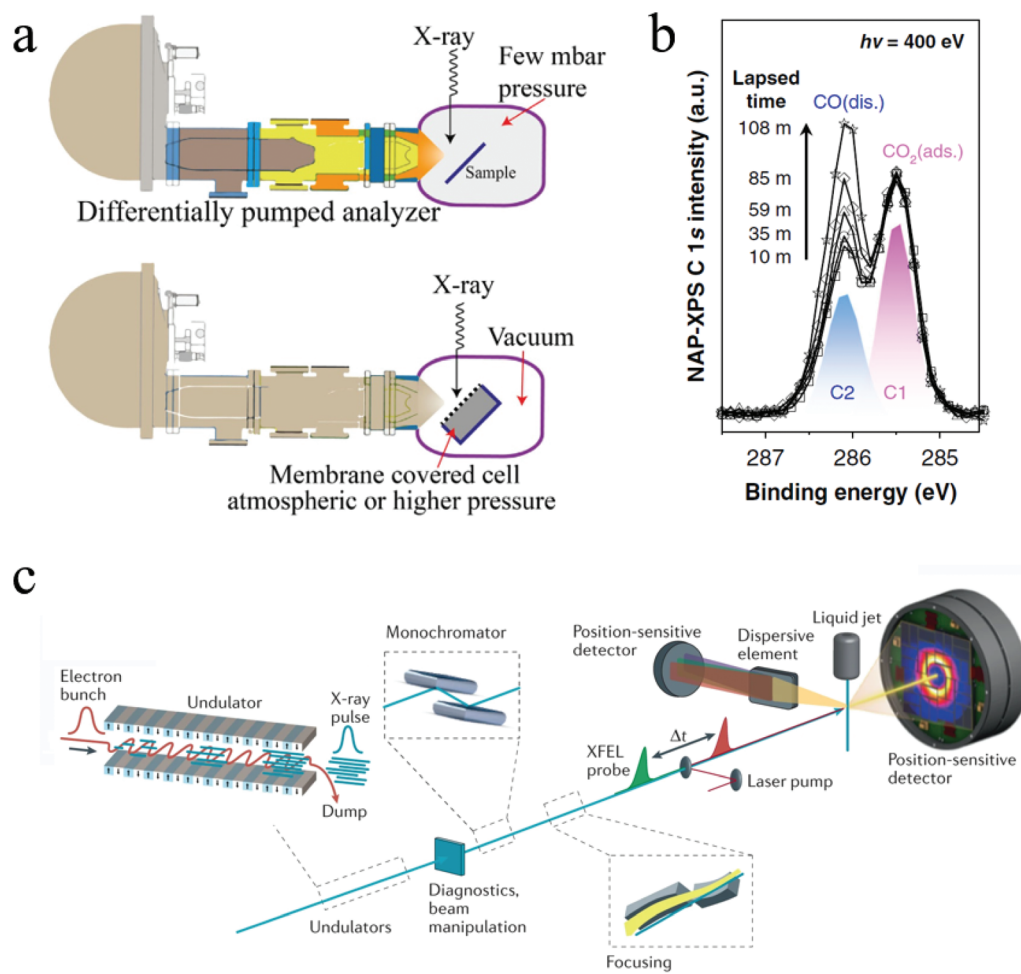 a
X-ray
Few mbar
pressure
Sample
Differentially pumped analyzer
X-ray
Vacuum
Membrane covered cell
atmospheric or higher pressure
b
hν = 400 eV
Lapsed
time
CO(dis.)
108 m
CO₂(ads.)
85 m
59 m
35 m
10 m
C2
C1
NAP-XPS C 1s intensity (a.u.)
287
286
285
Binding energy (eV)
c
Electron
bunch
Undulator
X-ray
pulse
Dump
Monochromator
Position-sensitive
detector
Dispersive
element
Liquid jet
Δt
XFEL
probe
Laser pump
Position-sensitive
detector
Undulators
Diagnostics,
beam
manipulation
Focusing